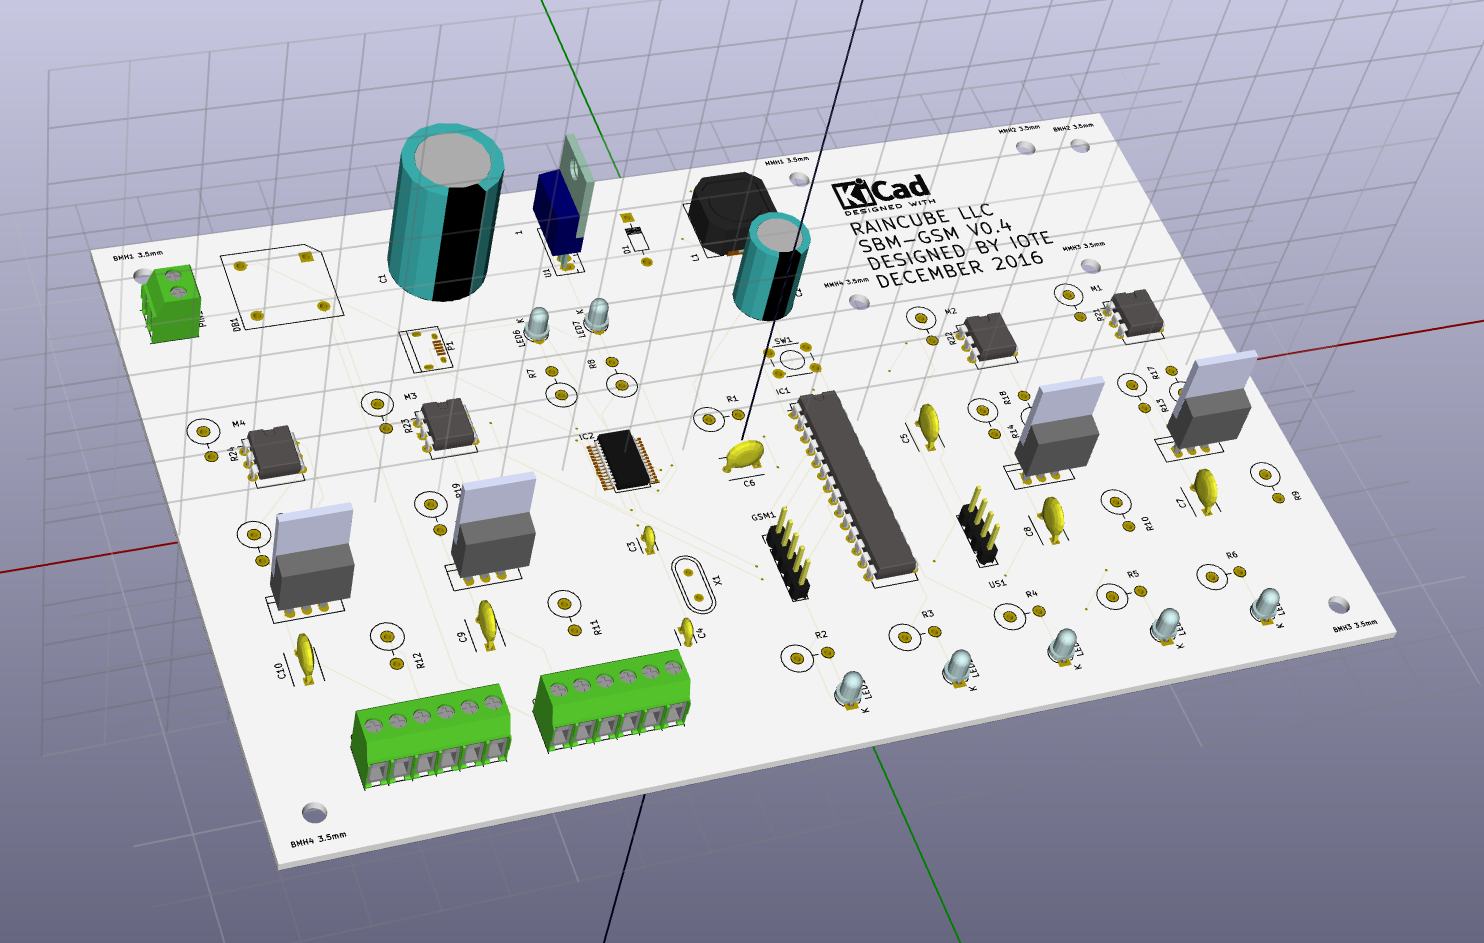 MMH2 3.5mm
BMH2 3.5mm
MMH1 3.5mm
KiCad
DESIGNED WITH
RAINCUBE LLC
SBM-GSM V0.4
DESIGNED BY IOTE
DECEMBER 2016
MMH3 3.5mm
MMH4 3.5mm
BMH1 3.5mm
DB1
C1
1
U1
D1
L1
P1
LED6
K
LED7
K
R7
R8
SW1
M2
R22
M1
R21
M4
R24
M3
R23
IC2
R1
IC1
C6
C5
R18
R14
R17
R13
R19
GSM1
C3
X1
C4
US1
C8
R10
C7
R9
C10
R12
C9
R11
R2
R3
R4
R5
R6
K
K
K
K
K
BMH3 3.5mm
BMH4 3.5mm